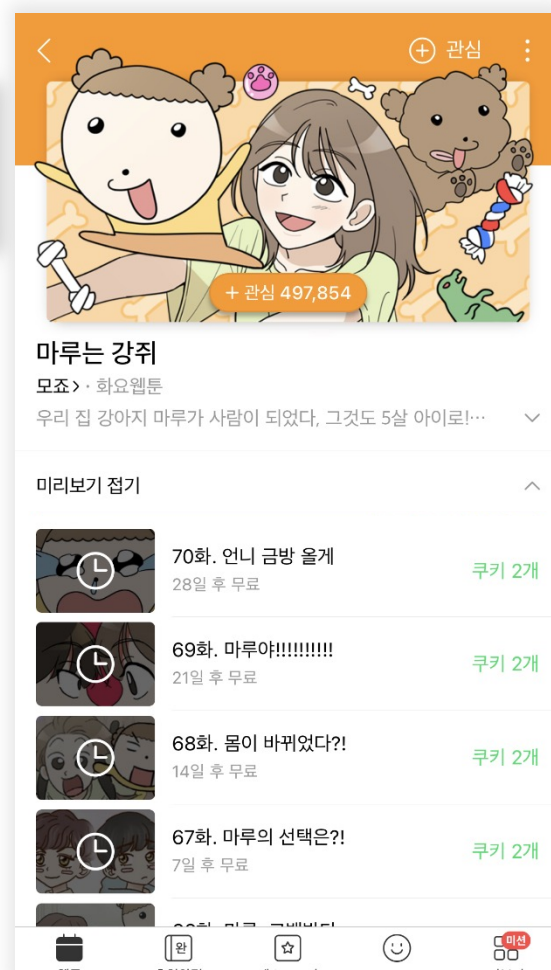 관심
+ 관심 497,854
마루는 강쥐
모죠 > · 화요웹툰
우리 집 강아지 마루가 사람이 되었다, 그것도 5살 아이로!…
미리보기 접기
70화. 언니 금방 올게
28일 후 무료
쿠키 2개
69화. 마루야!!!!!!!!!!
21일 후 무료
쿠키 2개
68화. 몸이 바뀌었다?!
14일 후 무료
쿠키 2개
67화. 마루의 선택은?!
7일 후 무료
쿠키 2개
완
미션